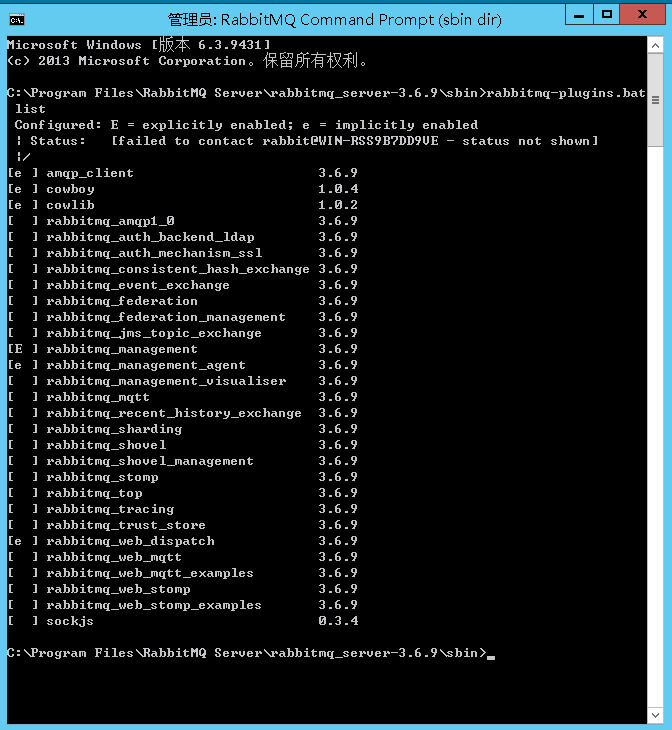 管理员: RabbitMQ Command Prompt (sbin dir)
Microsoft Windows [版本 6.3.9431]
(c) 2013 Microsoft Corporation。保留所有权利。
C:\Program Files\RabbitMQ Server\rabbitmq_server-3.6.9\sbin>rabbitmq-plugins.bat
list
Configured: E = explicitly enabled; e = implicitly enabled
| Status:   [failed to contact rabbit@WIN-RSS9B7DD9VE - status not shown]
|/
[e ] amqp_client                       3.6.9
[e ] cowboy                            1.0.4
[e ] cowlib                            1.0.2
[  ] rabbitmq_amqp1_0                  3.6.9
[  ] rabbitmq_auth_backend_ldap        3.6.9
[  ] rabbitmq_auth_mechanism_ssl       3.6.9
[  ] rabbitmq_consistent_hash_exchange 3.6.9
[  ] rabbitmq_event_exchange           3.6.9
[  ] rabbitmq_federation               3.6.9
[  ] rabbitmq_federation_management    3.6.9
[  ] rabbitmq_jms_topic_exchange       3.6.9
[E ] rabbitmq_management               3.6.9
[e ] rabbitmq_management_agent         3.6.9
[  ] rabbitmq_management_visualiser    3.6.9
[  ] rabbitmq_mqtt                     3.6.9
[  ] rabbitmq_recent_history_exchange  3.6.9
[  ] rabbitmq_sharding                 3.6.9
[  ] rabbitmq_shovel                   3.6.9
[  ] rabbitmq_shovel_management        3.6.9
[  ] rabbitmq_stomp                    3.6.9
[  ] rabbitmq_top                      3.6.9
[  ] rabbitmq_tracing                  3.6.9
[  ] rabbitmq_trust_store              3.6.9
[e ] rabbitmq_web_dispatch             3.6.9
[  ] rabbitmq_web_mqtt                 3.6.9
[  ] rabbitmq_web_mqtt_examples        3.6.9
[  ] rabbitmq_web_stomp                3.6.9
[  ] rabbitmq_web_stomp_examples       3.6.9
[  ] sockjs                            0.3.4
C:\Program Files\RabbitMQ Server\rabbitmq_server-3.6.9\sbin>